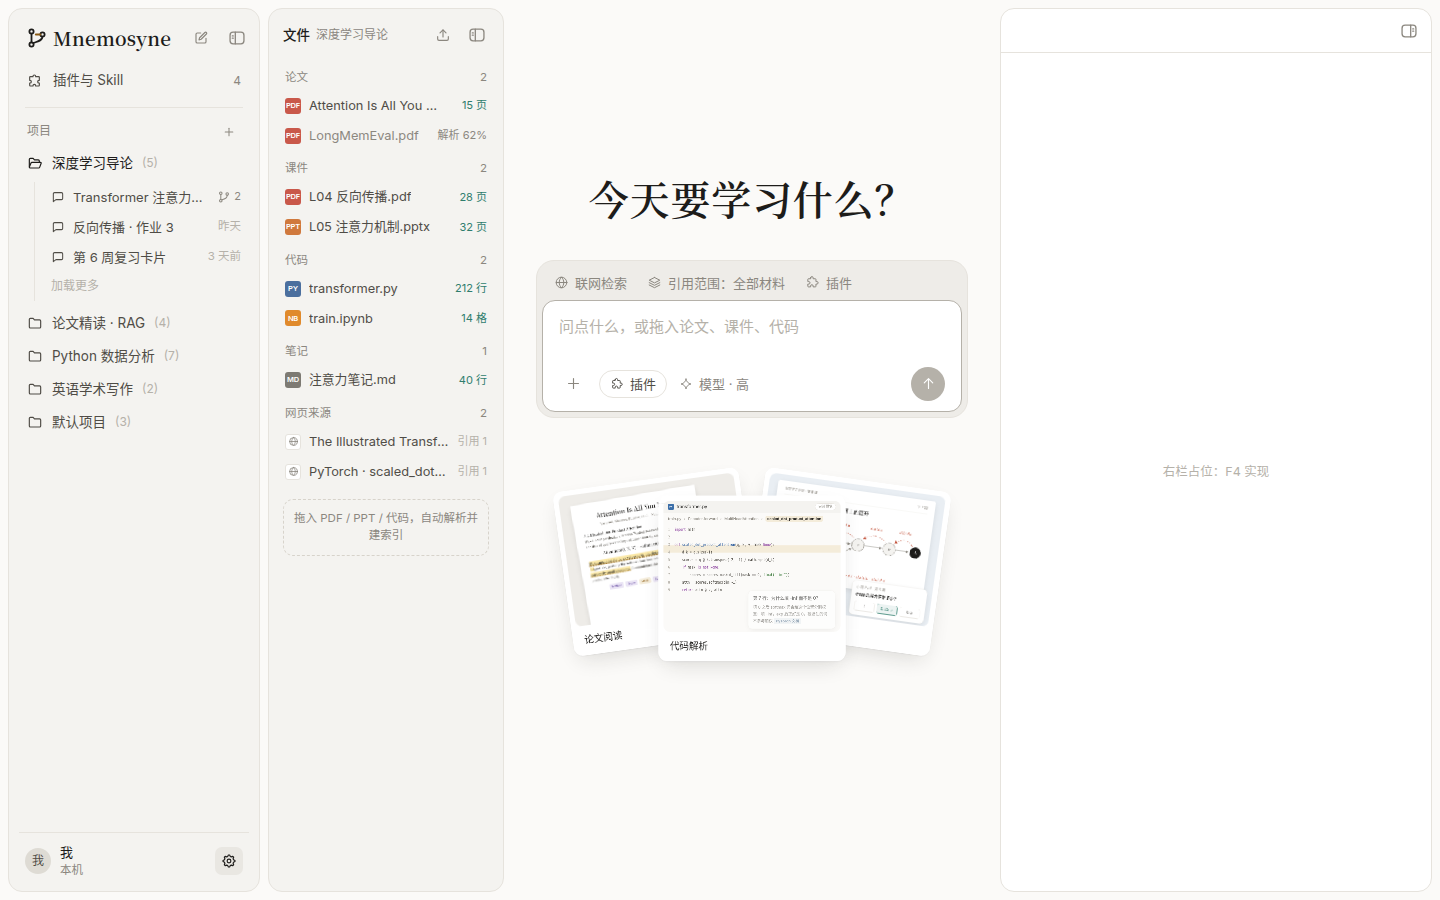 Mnemosyne
插件与 Skill 4
项目
深度学习导论 (5)
Transformer 注意力... 2
反向传播 · 作业 3 昨天
第 6 周复习卡片 3 天前
加载更多
论文精读 · RAG (4)
Python 数据分析 (7)
英语学术写作 (2)
默认项目 (3)
我 我
本机
文件 深度学习导论
论文 2
PDF Attention Is All You ... 15 页
PDF LongMemEval.pdf 解析 62%
课件 2
PDF L04 反向传播.pdf 28 页
PPT L05 注意力机制.pptx 32 页
代码 2
PY transformer.py 212 行
NB train.ipynb 14 格
笔记 1
MD 注意力笔记.md 40 行
网页来源 2
The Illustrated Transf... 引用 1
PyTorch · scaled_dot... 引用 1
拖入 PDF / PPT / 代码，自动解析并
建索引
今天要学习什么？
联网检索 引用范围：全部材料 插件
问点什么，或拖入论文、课件、代码
插件 模型 · 高
Attention Is All You
论文阅读
transformer.py
代码解析
右栏占位：F4 实现